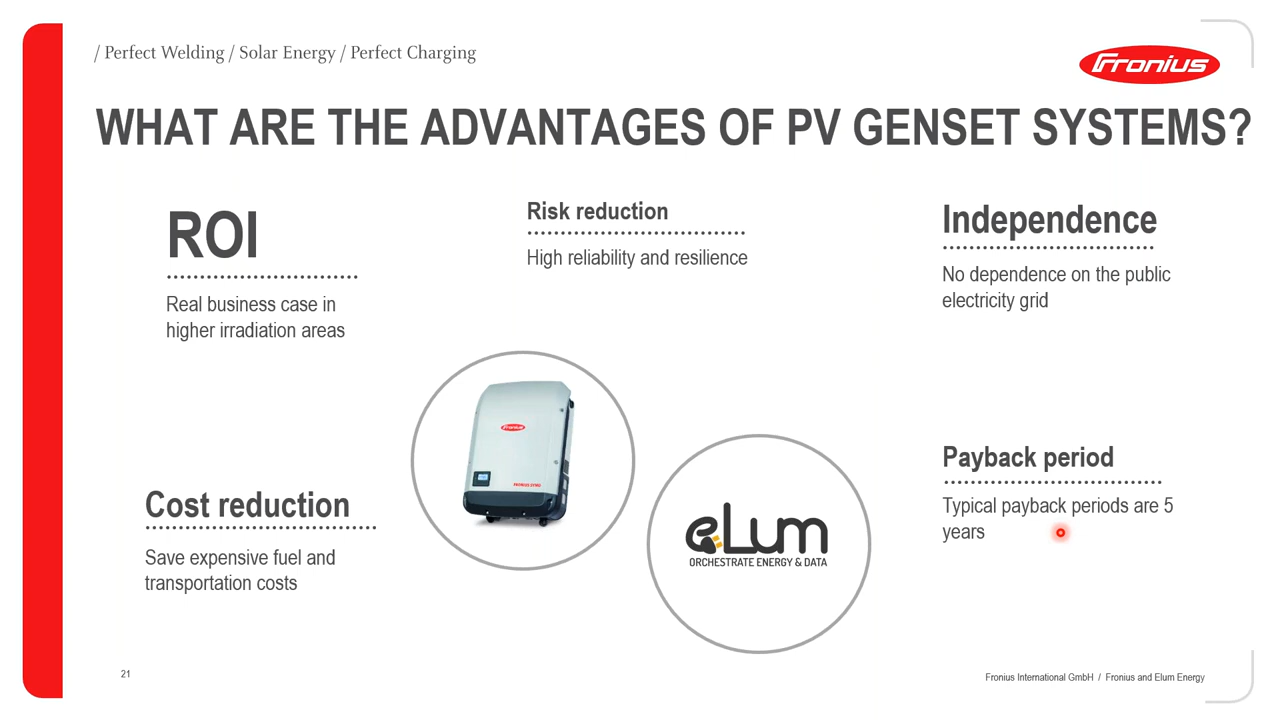 / Perfect Welding / Solar Energy / Perfect Charging
Fronius
WHAT ARE THE ADVANTAGES OF PV GENSET SYSTEMS?
ROI
Real business case in
higher irradiation areas
Risk reduction
High reliability and resilience
Independence
No dependence on the public
electricity grid
Fronius
FRONIUS SYMO
Cost reduction
Save expensive fuel and
transportation costs
eLum
ORCHESTRATE ENERGY & DATA
Payback period
Typical payback periods are 5
years
21
Fronius International GmbH / Fronius and Elum Energy